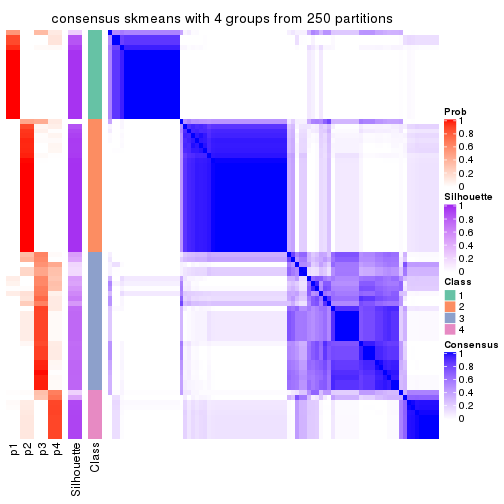 consensus skmeans with 4 groups from 250 partitions
Prob
1
0.8
0.6
0.4
0.2
0
Silhouette
1
0.8
0.6
0.4
0.2
0
Class
1
2
3
4
Consensus
1
0.8
0.6
0.4
0.2
0
p1
p2
p3
p4
Silhouette
Class